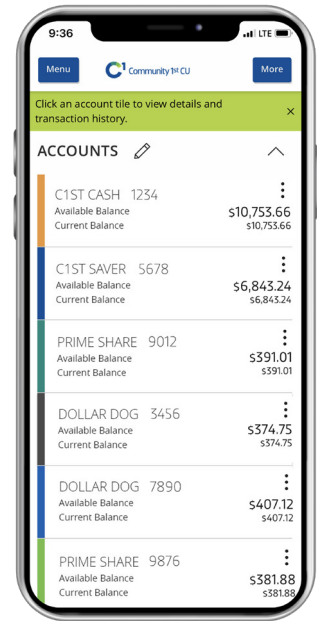 9:36 LTE
Menu C1 Community 1st CU More
Click an account tile to view details and
transaction history. ×
ACCOUNTS
C1ST CASH 1234
Available Balance $10,753.66
Current Balance $10,753.66
C1ST SAVER 5678
Available Balance $6,843.24
Current Balance $6,843.24
PRIME SHARE 9012
Available Balance $391.01
Current Balance $391.01
DOLLAR DOG 3456
Available Balance $374.75
Current Balance $374.75
DOLLAR DOG 7890
Available Balance $407.12
Current Balance $407.12
PRIME SHARE 9876
Available Balance $381.88
Current Balance $381.88